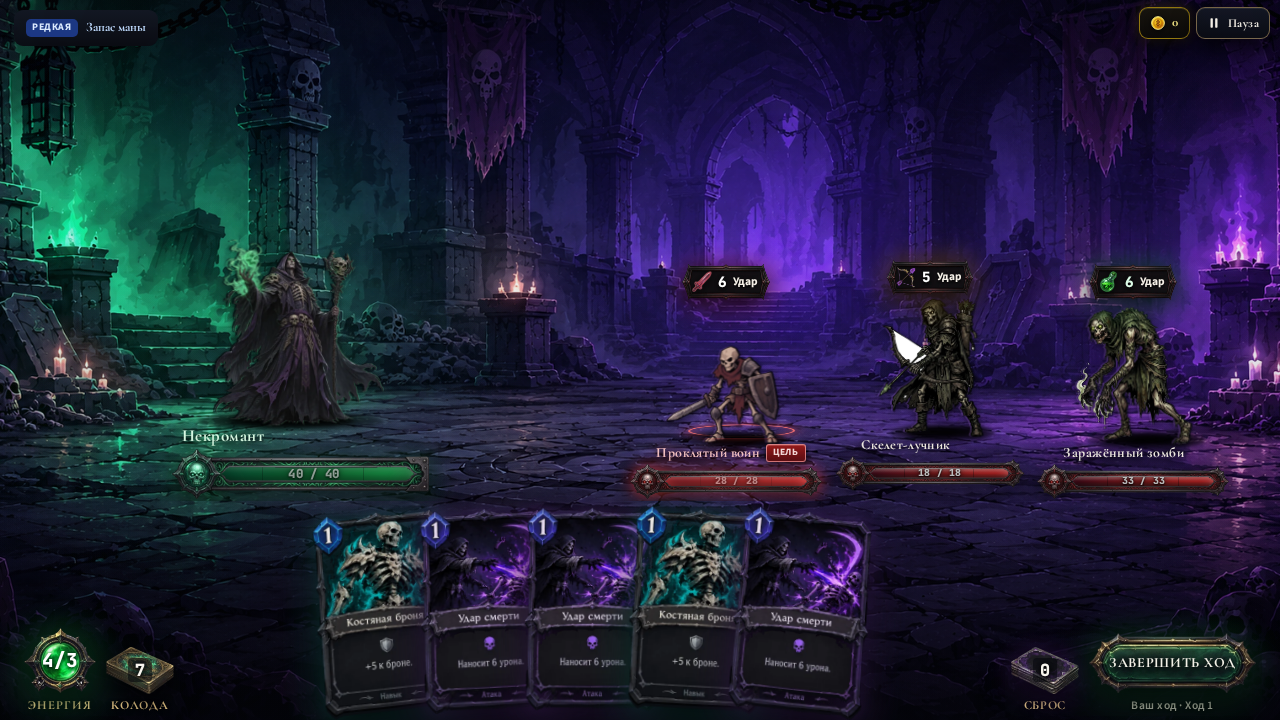 РЕДКАЯ Запас маны
0
Пауза
6 Удар
5 Удар
6 Удар
Некромант
40 / 40
Проклятый воин ЦЕЛЬ
28 / 28
Скелет-лучник
18 / 18
Заражённый зомби
33 / 33
1
Костяная броня
+5 к броне.
Навык
1
Удар смерти
Наносит 6 урона.
Атака
1
Удар смерти
Наносит 6 урона.
Атака
1
Костяная броня
+5 к броне.
Навык
1
Удар смерти
Наносит 6 урона.
Атака
4/3
ЭНЕРГИЯ
7
КОЛОДА
0
СБРОС
ЗАВЕРШИТЬ ХОД
Ваш ход · Ход 1